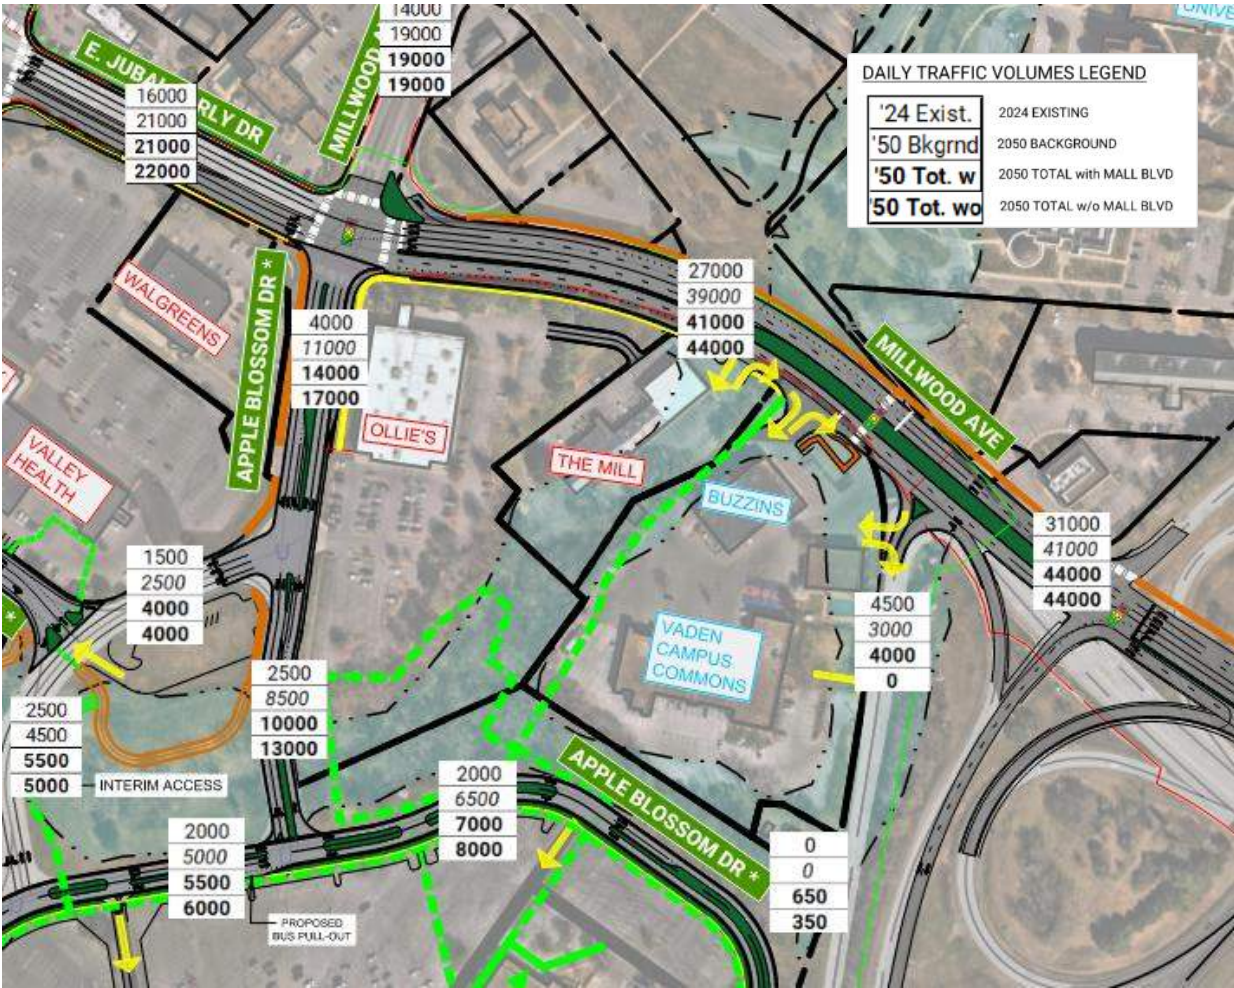 14000
19000
19000
19000
UNIVE
E. JUBAL
RLY DR
16000
21000
21000
22000
MILLWOOD
DAILY TRAFFIC VOLUMES LEGEND
'24 Exist.
2024 EXISTING
'50 Bkgrnd
2050 BACKGROUND
'50 Tot. w
2050 TOTAL with MALL BLVD
'50 Tot. wo
2050 TOTAL w/o MALL BLVD
WALGREENS
APPLE BLOSSOM DR *
4000
11000
14000
17000
27000
39000
41000
44000
MILLWOOD AVE
OLLIE'S
THE MILL
BUZZINS
VALLEY
HEALTH
31000
41000
44000
44000
1500
2500
4000
4000
4500
3000
4000
0
VADEN
CAMPUS
COMMONS
*
2500
8500
10000
13000
2500
4500
5500
5000
INTERIM ACCESS
2000
6500
7000
8000
APPLE BLOSSOM DR *
2000
5000
5500
6000
0
0
650
350
PROPOSED
BUS PULL-OUT